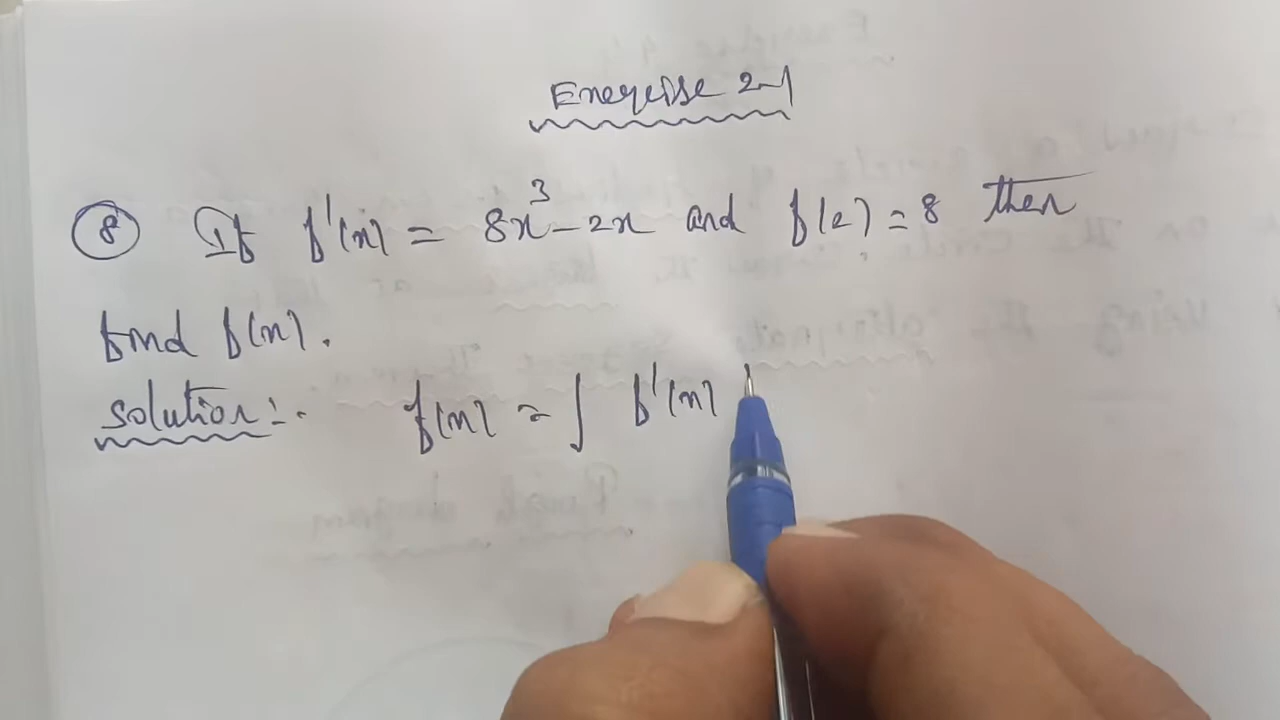 Exercise 2-1
⑧ If f'(x) = 8x³ - 2x and f(2) = 8 then
find f(x).
Solution:-  f(x) = ∫ f'(x)